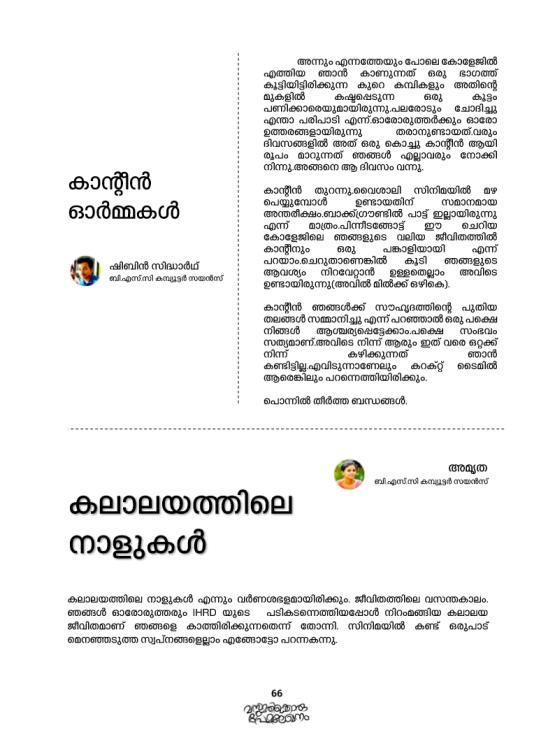 കാന്റീൻ
ഓർമ്മകൾ
ഷിബിൻ സിദ്ധാർഥ്
ബി.എസ്.സി കമ്പ്യൂട്ടർ സയൻസ്
അന്നും എന്നത്തേയും പോലെ കോളേജിൽ
എത്തിയ ഞാൻ കാണുന്നത് ഒരു ഭാഗത്ത്
കൂട്ടിയിട്ടിരിക്കുന്ന കുറെ കമ്പികളും അതിന്റെ
മുകളിൽ കഷ്ടപ്പെടുന്ന ഒരു കൂട്ടം
പണിക്കാരെയുമായിരുന്നു.പലരോടും ചോദിച്ചു
എന്താ പരിപാടി എന്ന്.ഓരോരുത്തർക്കും ഓരോ
ഉത്തരങ്ങളായിരുന്നു തരാനുണ്ടായത്.വരും
ദിവസങ്ങളിൽ അത് ഒരു കൊച്ചു കാന്റീൻ ആയി
രൂപം മാറുന്നത് ഞങ്ങൾ എല്ലാവരും നോക്കി
നിന്നു.അങ്ങനെ ആ ദിവസം വന്നു.
കാന്റീൻ തുറന്നു.വൈശാലി സിനിമയിൽ മഴ
പെയ്യുമ്പോൾ ഉണ്ടായതിന് സമാനമായ
അന്തരീക്ഷം.ബാക്ക്ഗ്രൗണ്ടിൽ പാട്ട് ഇല്ലായിരുന്നു
എന്ന് മാത്രം.പിന്നീടങ്ങോട്ട് ഈ ചെറിയ
കോളേജിലെ ഞങ്ങളുടെ വലിയ ജീവിതത്തിൽ
കാന്റീനും ഒരു പങ്കാളിയായി എന്ന്
പറയാം.ചെറുതാണെങ്കിൽ കൂടി ഞങ്ങളുടെ
ആവശ്യം നിറവേറ്റാൻ ഉള്ളതെല്ലാം അവിടെ
ഉണ്ടായിരുന്നു(അവിൽ മിൽക്ക് ഒഴികെ).
കാന്റീൻ ഞങ്ങൾക്ക് സൗഹൃദത്തിന്റെ പുതിയ
തലങ്ങൾ സമ്മാനിച്ചു എന്ന് പറഞ്ഞാൽ ഒരു പക്ഷെ
നിങ്ങൾ ആശ്ചര്യപ്പെട്ടേക്കാം.പക്ഷെ സംഭവം
സത്യമാണ്.അവിടെ നിന്ന് ആരും ഇത് വരെ ഒറ്റക്ക്
നിന്ന് കഴിക്കുന്നത് ഞാൻ
കണ്ടിട്ടില്ല.എവിടുന്നാണേലും കറക്റ്റ് ടൈമിൽ
ആരെങ്കിലും പറന്നെത്തിയിരിക്കും.
പൊന്നിൽ തീർത്ത ബന്ധങ്ങൾ.
അമൃത
ബി.എസ്.സി കമ്പ്യൂട്ടർ സയൻസ്
കലാലയത്തിലെ
നാളുകൾ
കലാലയത്തിലെ നാളുകൾ എന്നും വർണശഭളമായിരിക്കും. ജീവിതത്തിലെ വസന്തകാലം.
ഞങ്ങൾ ഓരോരുത്തരും IHRD യുടെ പടികടന്നെത്തിയപ്പോൾ നിറംമങ്ങിയ കലാലയ
ജീവിതമാണ് ഞങ്ങളെ കാത്തിരിക്കുന്നതെന്ന് തോന്നി. സിനിമയിൽ കണ്ട് ഒരുപാട്
മെനഞ്ഞടുത്ത സ്വപ്നങ്ങളെല്ലാം എങ്ങോട്ടോ പറന്നകന്നു.
66